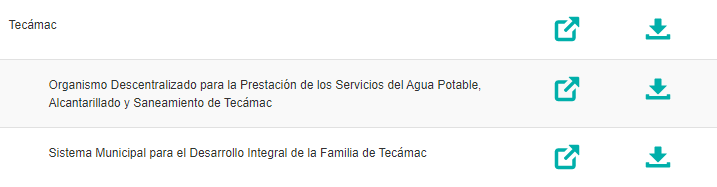 Tecámac
Organismo Descentralizado para la Prestación de los Servicios del Agua Potable,
Alcantarillado y Saneamiento de Tecámac
Sistema Municipal para el Desarrollo Integral de la Familia de Tecámac